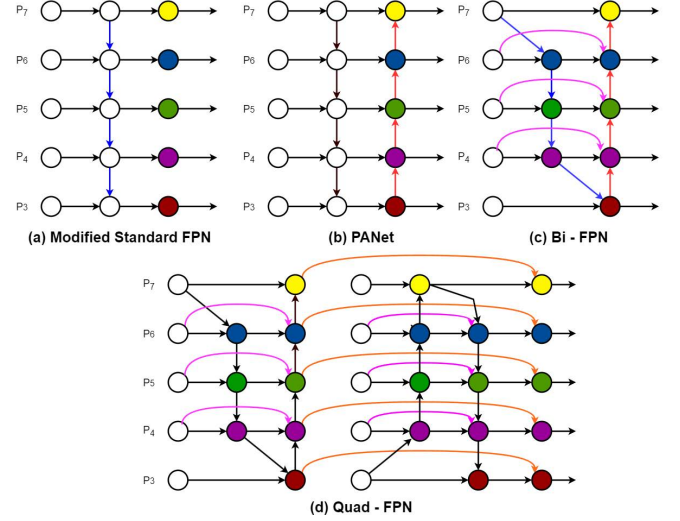 P7
P6
P5
P4
P3
(a) Modified Standard FPN
P7
P6
P5
P4
P3
(b) PANet
P7
P6
P5
P4
P3
(c) Bi - FPN
P7
P6
P5
P4
P3
(d) Quad - FPN